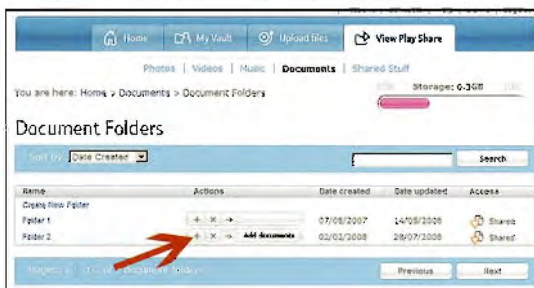 Home My Vault Upload files View Play Share
Photos | Videos | Music | Documents | Shared Stuff
You are here: Home > Documents > Document Folders
Storage: 0.3GB
Document Folders
Sort by: Date Created
Search
Name Actions Date created Date updated Access
Create New Folder
Folder 1 + × → 07/08/2007 14/05/2008 Shared
Folder 2 + × → Add documents 02/02/2008 28/07/2008 Shared
document folders
Previous Next